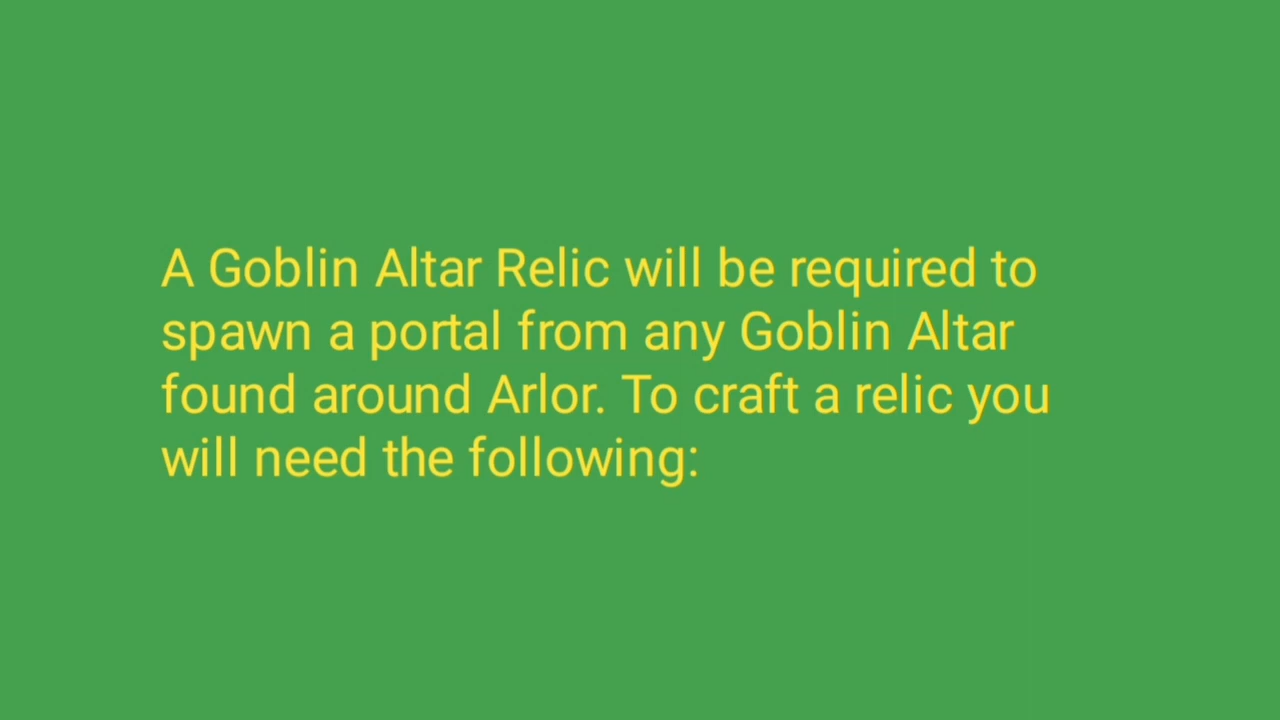 A Goblin Altar Relic will be required to
spawn a portal from any Goblin Altar
found around Arlor. To craft a relic you
will need the following: